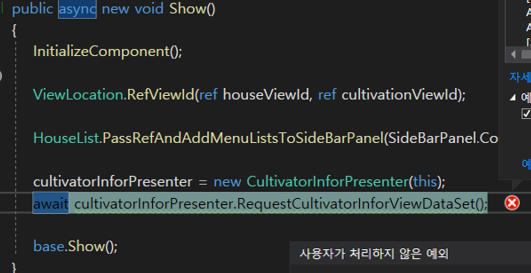 public async new void Show()
{
InitializeComponent();
ViewLocation.RefViewId(ref houseViewId, ref cultivationViewId);
HouseList.PassRefAndAddMenuListsToSideBarPanel(SideBarPanel.Co
cultivatorInforPresenter = new CultivatorInforPresenter(this);
await cultivatorInforPresenter.RequestCultivatorInforViewDataSet();
base.Show();
}
자세
예
사용자가 처리하지 않은 예외